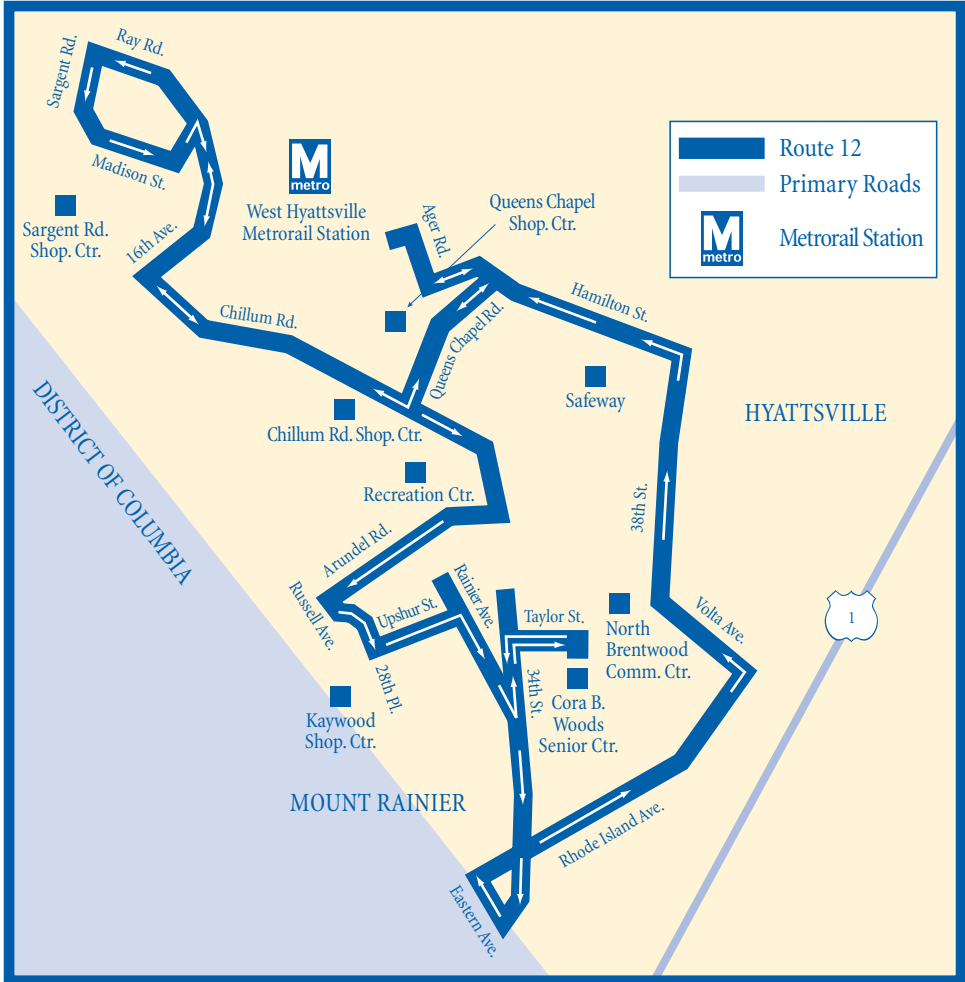 Ray Rd.
Sargent Rd.
Madison St.
Sargent Rd.
Shop. Ctr.
16th Ave.
M
metro
West Hyattsville
Metrorail Station
Ager Rd.
Queens Chapel
Shop. Ctr.
Route 12
Primary Roads
M
metro
Metrorail Station
Chillum Rd.
Queens Chapel Rd.
Hamilton St.
Safeway
HYATTSVILLE
Chillum Rd. Shop. Ctr.
Recreation Ctr.
DISTRICT OF COLUMBIA
38th St.
Arundel Rd.
Russell Ave.
Upshur St.
Rainier Ave.
Taylor St.
28th Pl.
34th St.
North
Brentwood
Comm. Ctr.
Volta Ave.
1
Cora B.
Woods
Senior Ctr.
Kaywood
Shop. Ctr.
MOUNT RAINIER
Rhode Island Ave.
Eastern Ave.